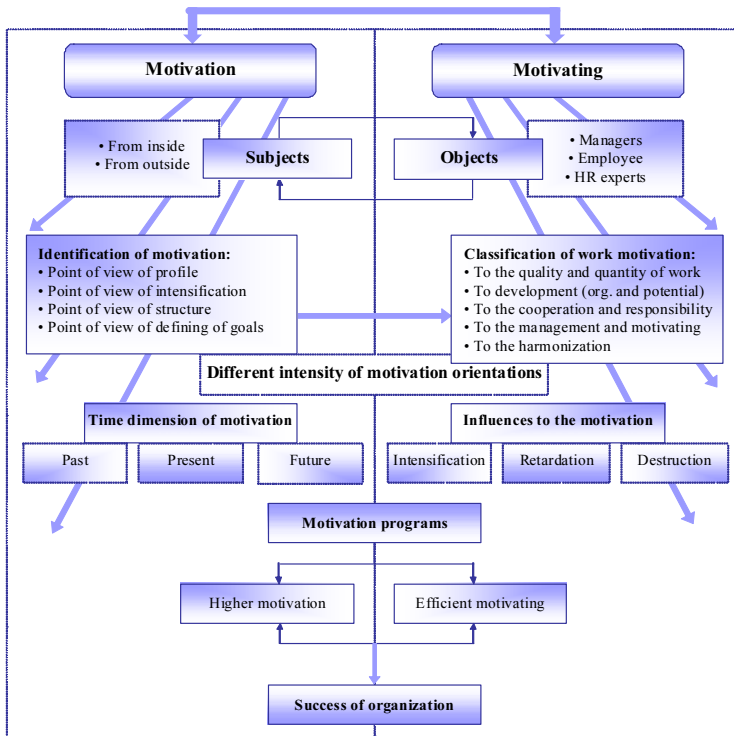 Motivation
Motivating
• From inside
• From outside
Subjects
Objects
• Managers
• Employee
• HR experts
Identification of motivation:
• Point of view of profile
• Point of view of intensification
• Point of view of structure
• Point of view of defining of goals
Classification of work motivation:
• To the quality and quantity of work
• To development (org. and potential)
• To the cooperation and responsibility
• To the management and motivating
• To the harmonization
Different intensity of motivation orientations
Time dimension of motivation
Past
Present
Future
Influences to the motivation
Intensification
Retardation
Destruction
Motivation programs
Higher motivation
Efficient motivating
Success of organization